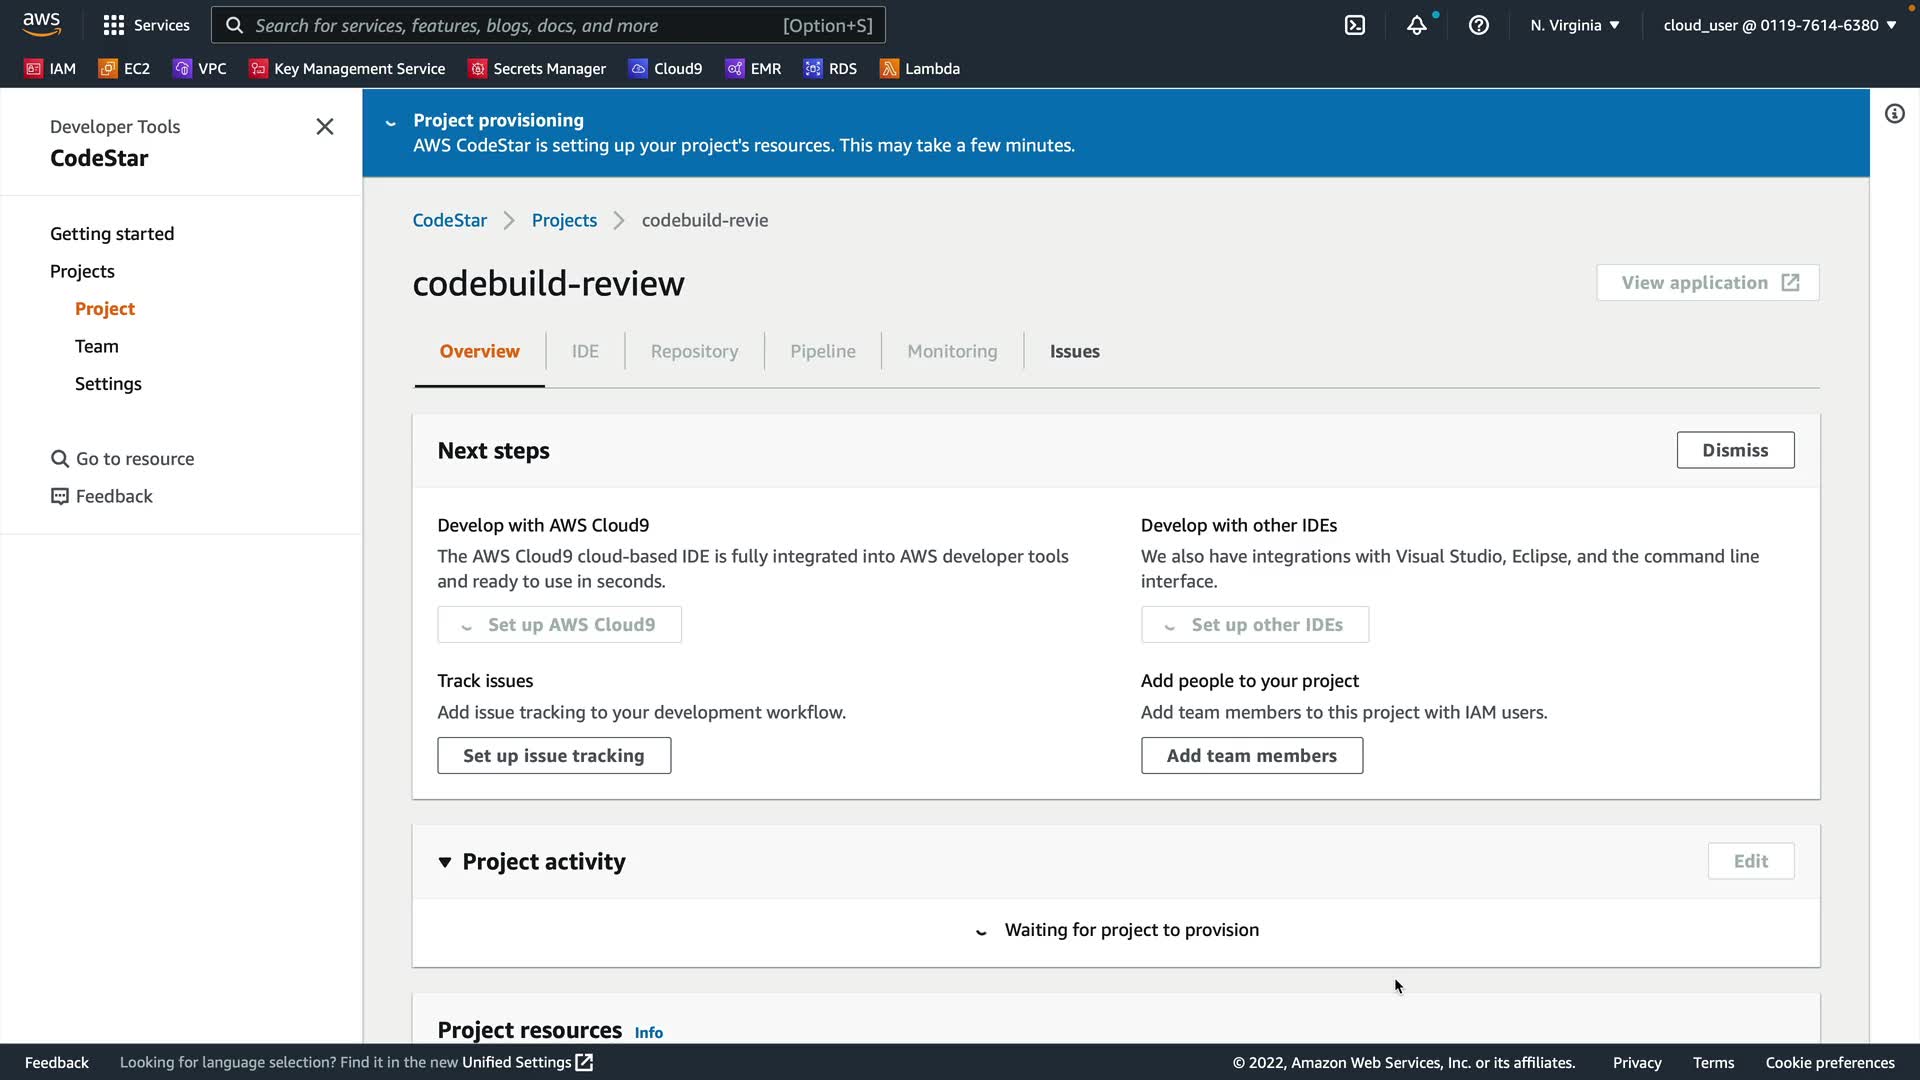 aws
Services
Search for services, features, blogs, docs, and more
[Option+S]
N. Virginia
cloud_user @ 0119-7614-6380
IAM
EC2
VPC
Key Management Service
Secrets Manager
Cloud9
EMR
RDS
Lambda
Developer Tools
CodeStar
Getting started
Projects
Project
Team
Settings
Go to resource
Feedback
Project provisioning
AWS CodeStar is setting up your project's resources. This may take a few minutes.
CodeStar
Projects
codebuild-revie
codebuild-review
View application
Overview
IDE
Repository
Pipeline
Monitoring
Issues
Next steps
Dismiss
Develop with AWS Cloud9
The AWS Cloud9 cloud-based IDE is fully integrated into AWS developer tools
and ready to use in seconds.
Set up AWS Cloud9
Develop with other IDEs
We also have integrations with Visual Studio, Eclipse, and the command line
interface.
Set up other IDEs
Track issues
Add issue tracking to your development workflow.
Set up issue tracking
Add people to your project
Add team members to this project with IAM users.
Add team members
Project activity
Edit
Waiting for project to provision
Project resources
Info
Feedback
Looking for language selection? Find it in the new Unified Settings
© 2022, Amazon Web Services, Inc. or its affiliates.
Privacy
Terms
Cookie preferences